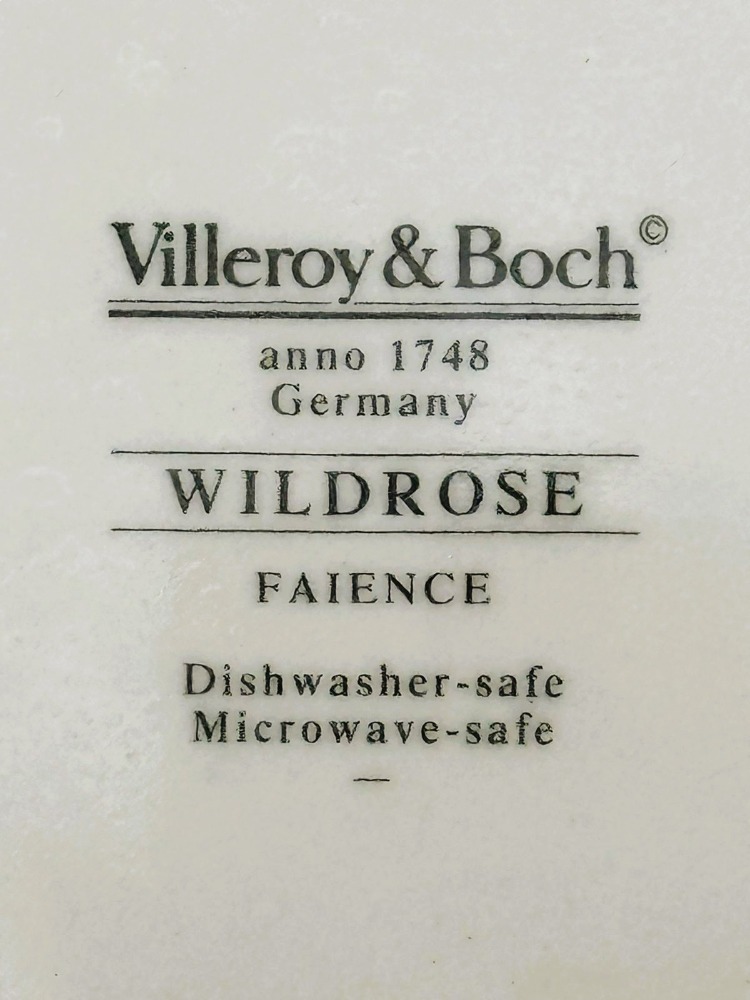 Villeroy & Boch©
anno 1748
Germany
WILDROSE
FAIENCE
Dishwasher-safe
Microwave-safe